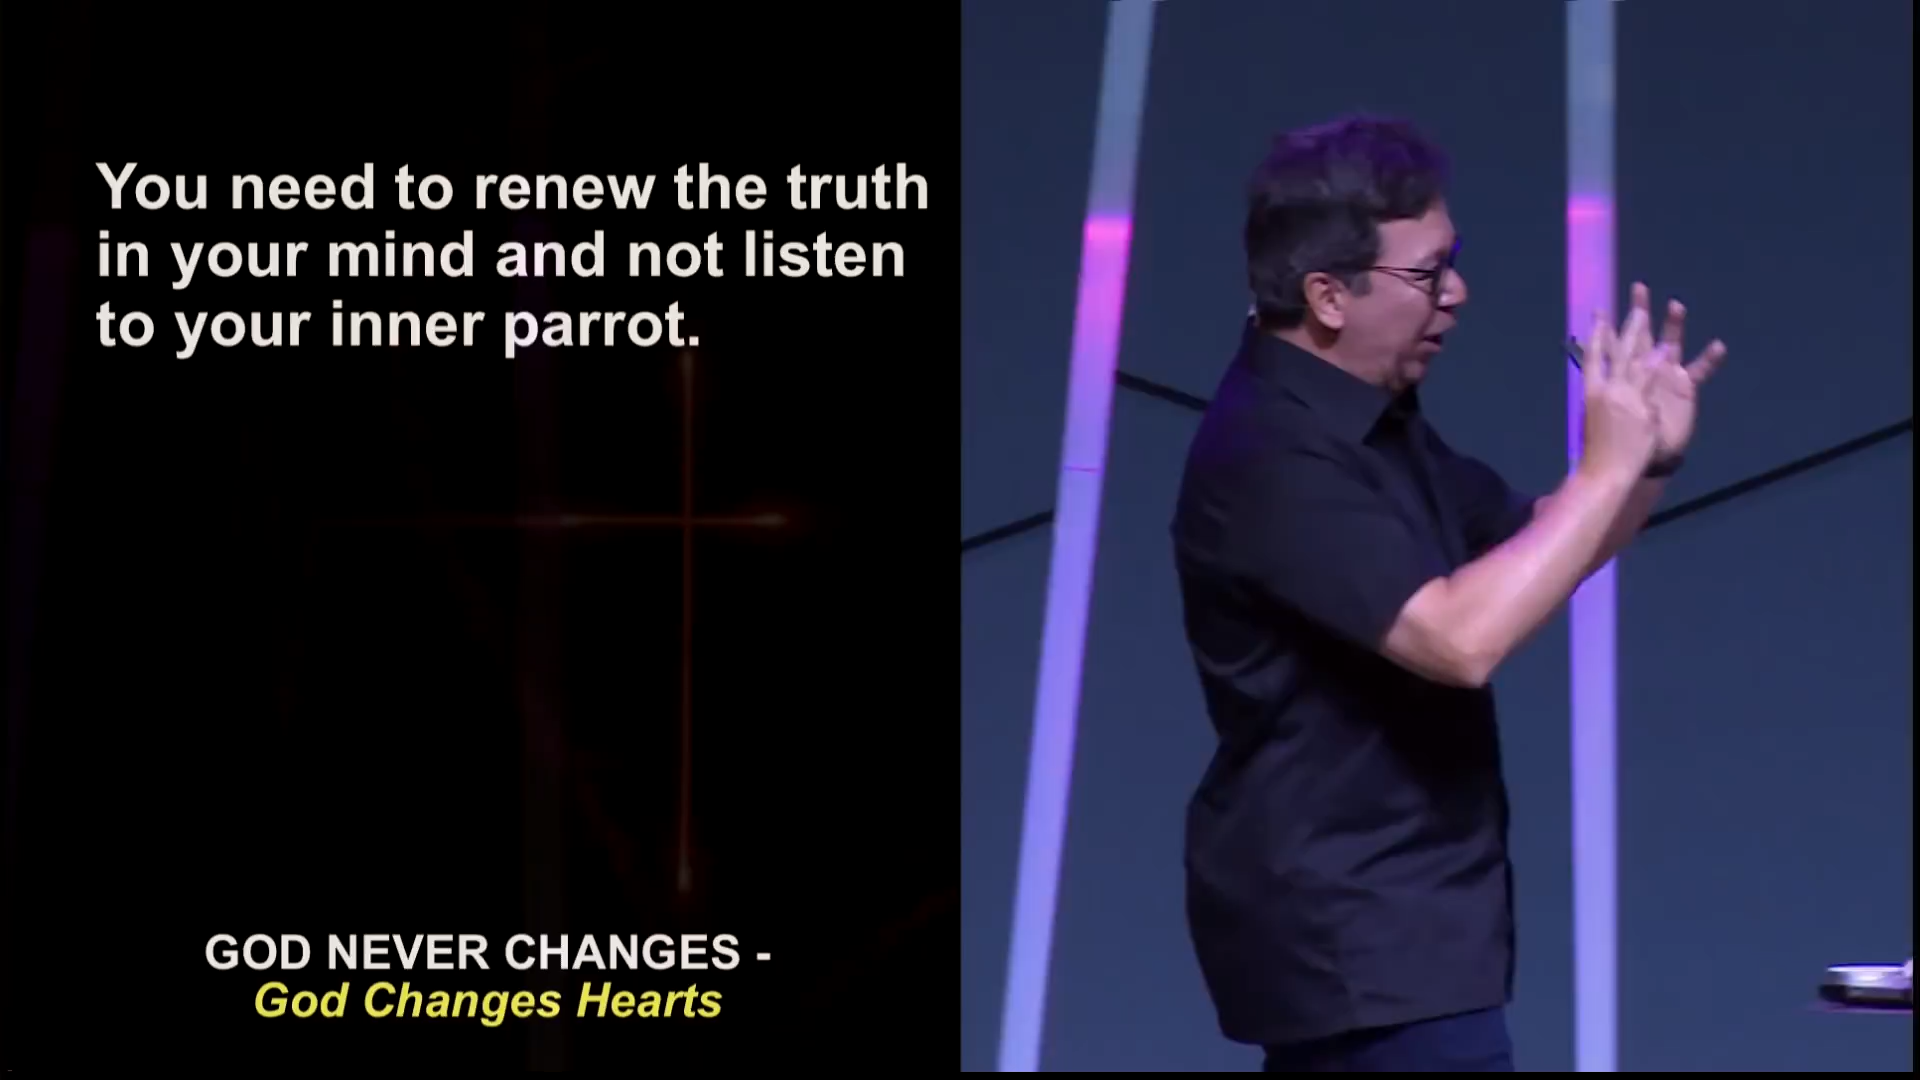 You need to renew the truth
in your mind and not listen
to your inner parrot.
GOD NEVER CHANGES -
God Changes Hearts